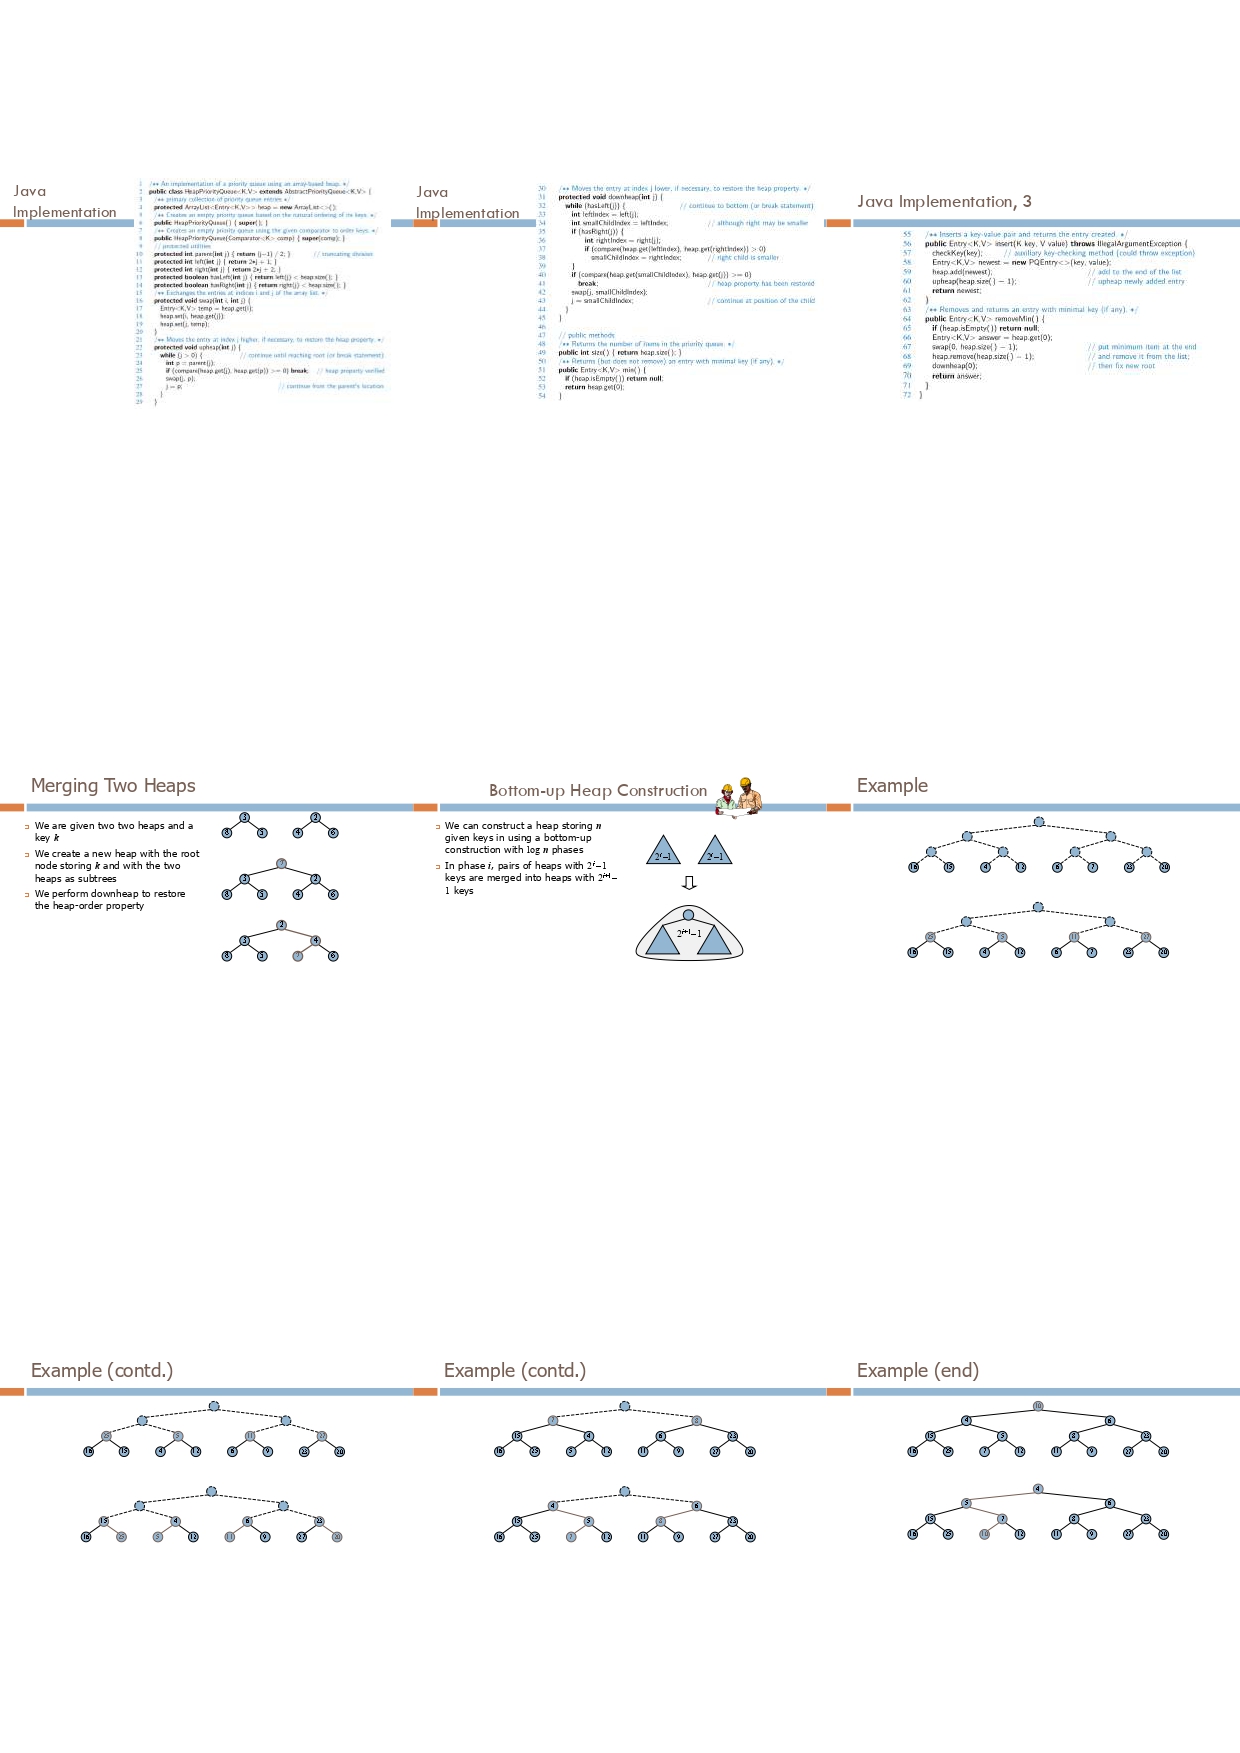 Java
Implementation
1 /** An implementation of a priority queue using an array-based heap. */
2 public class HeapPriorityQueue<K,V> extends AbstractPriorityQueue<K,V> {
3 /** primary collection of priority queue entries */
4 protected ArrayList<Entry<K,V>> heap = new ArrayList<>( );
5 /** Creates an empty priority queue based on the natural ordering of its keys. */
6 public HeapPriorityQueue( ) { super( ); }
7 /** Creates an empty priority queue using the given comparator to order keys. */
8 public HeapPriorityQueue(Comparator<K> comp) { super(comp); }
9 // protected utilities
10 protected int parent(int j) { return (j−1) / 2; } // truncating division
11 protected int left(int j) { return 2*j + 1; }
12 protected int right(int j) { return 2*j + 2; }
13 protected boolean hasLeft(int j) { return left(j) < heap.size( ); }
14 protected boolean hasRight(int j) { return right(j) < heap.size( ); }
15 /** Exchanges the entries at indices i and j of the array list. */
16 protected void swap(int i, int j) {
17 Entry<K,V> temp = heap.get(i);
18 heap.set(i, heap.get(j));
19 heap.set(j, temp);
20 }
21 /** Moves the entry at index j higher, if necessary, to restore the heap property. */
22 protected void upheap(int j) {
23 while (j > 0) { // continue until reaching root (or break statement)
24 int p = parent(j);
25 if (compare(heap.get(j), heap.get(p)) >= 0) break; // heap property verified
26 swap(j, p);
27 j = p; // continue from the parent's location
28 }
29 }
Java
Implementation
30 /** Moves the entry at index j lower, if necessary, to restore the heap property. */
31 protected void downheap(int j) {
32 while (hasLeft(j)) { // continue to bottom (or break statement)
33 int leftIndex = left(j);
34 int smallChildIndex = leftIndex; // although right may be smaller
35 if (hasRight(j)) {
36 int rightIndex = right(j);
37 if (compare(heap.get(leftIndex), heap.get(rightIndex)) > 0)
38 smallChildIndex = rightIndex; // right child is smaller
39 }
40 if (compare(heap.get(smallChildIndex), heap.get(j)) >= 0)
41 break; // heap property has been restored
42 swap(j, smallChildIndex);
43 j = smallChildIndex; // continue at position of the child
44 }
45 }
46
47 // public methods
48 /** Returns the number of items in the priority queue. */
49 public int size( ) { return heap.size( ); }
50 /** Returns (but does not remove) an entry with minimal key (if any). */
51 public Entry<K,V> min( ) {
52 if (heap.isEmpty( )) return null;
53 return heap.get(0);
54 }
Java Implementation, 3
55 /** Inserts a key-value pair and returns the entry created. */
56 public Entry<K,V> insert(K key, V value) throws IllegalArgumentException {
57 checkKey(key); // auxiliary key-checking method (could throw exception)
58 Entry<K,V> newest = new PQEntry<>(key, value);
59 heap.add(newest); // add to the end of the list
60 upheap(heap.size( ) − 1); // upheap newly added entry
61 return newest;
62 }
63 /** Removes and returns an entry with minimal key (if any). */
64 public Entry<K,V> removeMin( ) {
65 if (heap.isEmpty( )) return null;
66 Entry<K,V> answer = heap.get(0);
67 swap(0, heap.size( ) − 1); // put minimum item at the end
68 heap.remove(heap.size( ) − 1); // and remove it from the list;
69 downheap(0); // then fix new root
70 return answer;
71 }
72 }
Merging Two Heaps
We are given two two heaps and a
key k
We create a new heap with the root
node storing k and with the two
heaps as subtrees
We perform downheap to restore
the heap-order property
3 2
8 5 4 6
7
3 2
8 5 4 6
2
3 4
8 5 7 6
Bottom-up Heap Construction
We can construct a heap storing n
given keys in using a bottom-up
construction with log n phases
In phase i, pairs of heaps with 2^i−1
keys are merged into heaps with 2^i+1−
1 keys
2^i−1 2^i−1
2^i+1−1
Example
16 15 4 12 6 7 23 20
25 5 11 27
16 15 4 12 6 7 23 20
Example (contd.)
25 5 11 27
16 15 4 12 6 9 23 20
15 4 6 23
16 25 5 12 11 9 27 20
Example (contd.)
7 8
15 4 6 23
16 25 5 12 11 9 27 20
4 6
15 5 8 23
16 25 7 12 11 9 27 20
Example (end)
10
4 6
15 5 8 23
16 25 7 12 11 9 27 20
4
5 6
15 7 8 23
16 25 10 12 11 9 27 20